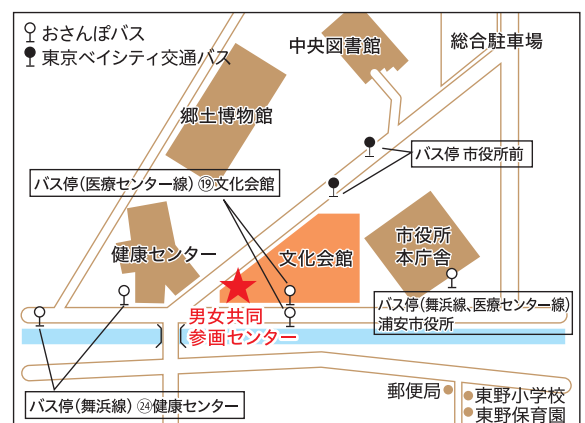 おさんぽバス
東京ベイシティ交通バス
中央図書館
総合駐車場
郷土博物館
バス停 市役所前
バス停(医療センター線) ⑲文化会館
健康センター
文化会館
市役所
本庁舎
男女共同
参画センター
バス停(舞浜線、医療センター線)
浦安市役所
バス停(舞浜線) ㉔健康センター
郵便局
東野小学校
東野保育園